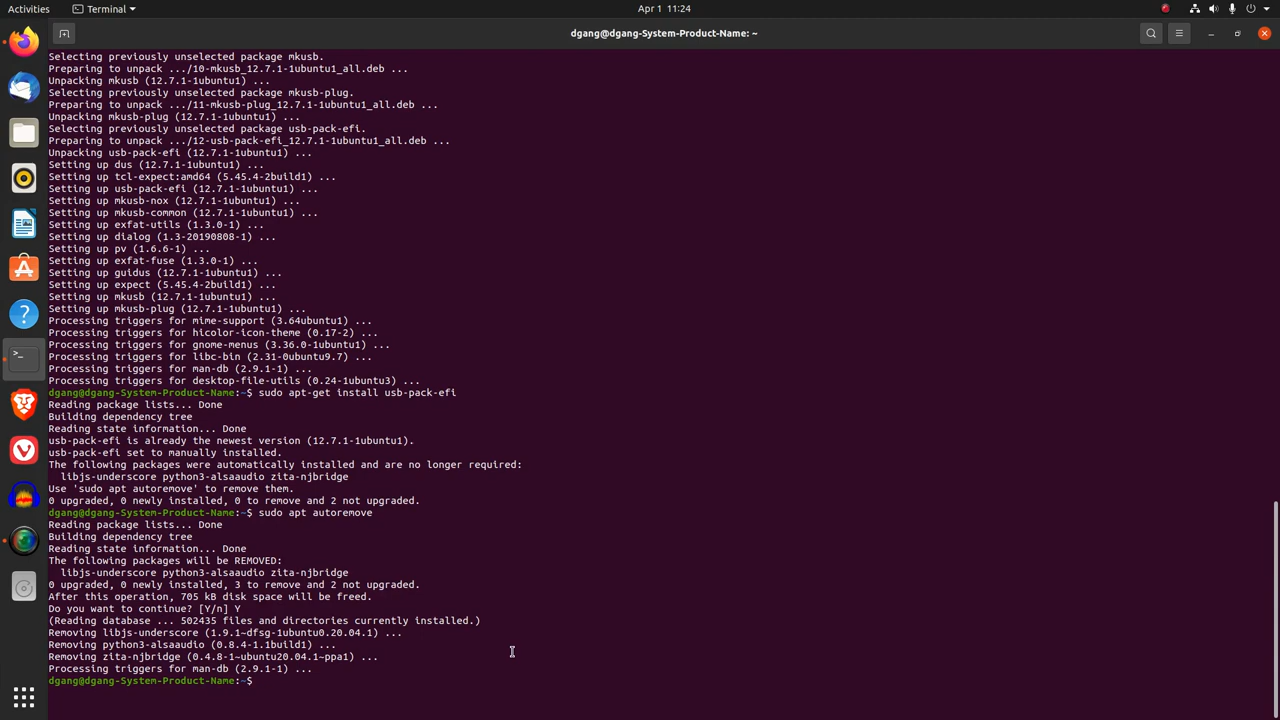 Activities
Terminal
Apr 1 11:24
dgang@dgang-System-Product-Name: ~
Selecting previously unselected package mkusb.
Preparing to unpack .../10-mkusb_12.7.1-1ubuntu1_all.deb ...
Unpacking mkusb (12.7.1-1ubuntu1) ...
Selecting previously unselected package mkusb-plug.
Preparing to unpack .../11-mkusb-plug_12.7.1-1ubuntu1_all.deb ...
Unpacking mkusb-plug (12.7.1-1ubuntu1) ...
Selecting previously unselected package usb-pack-efi.
Preparing to unpack .../12-usb-pack-efi_12.7.1-1ubuntu1_all.deb ...
Unpacking usb-pack-efi (12.7.1-1ubuntu1) ...
Setting up dus (12.7.1-1ubuntu1) ...
Setting up tcl-expect:amd64 (5.45.4-2build1) ...
Setting up usb-pack-efi (12.7.1-1ubuntu1) ...
Setting up mkusb-nox (12.7.1-1ubuntu1) ...
Setting up mkusb-common (12.7.1-1ubuntu1) ...
Setting up exfat-utils (1.3.0-1) ...
Setting up dialog (1.3-20190808-1) ...
Setting up pv (1.6.6-1) ...
Setting up exfat-fuse (1.3.0-1) ...
Setting up guidus (12.7.1-1ubuntu1) ...
Setting up expect (5.45.4-2build1) ...
Setting up mkusb (12.7.1-1ubuntu1) ...
Setting up mkusb-plug (12.7.1-1ubuntu1) ...
Processing triggers for mime-support (3.64ubuntu1) ...
Processing triggers for hicolor-icon-theme (0.17-2) ...
Processing triggers for gnome-menus (3.36.0-1ubuntu1) ...
Processing triggers for libc-bin (2.31-0ubuntu9.7) ...
Processing triggers for man-db (2.9.1-1) ...
Processing triggers for desktop-file-utils (0.24-1ubuntu3) ...
dgang@dgang-System-Product-Name:~$ sudo apt-get install usb-pack-efi
Reading package lists... Done
Building dependency tree
Reading state information... Done
usb-pack-efi is already the newest version (12.7.1-1ubuntu1).
usb-pack-efi set to manually installed.
The following packages were automatically installed and are no longer required:
libjs-underscore python3-alsaaudio zita-njbridge
Use 'sudo apt autoremove' to remove them.
0 upgraded, 0 newly installed, 0 to remove and 2 not upgraded.
dgang@dgang-System-Product-Name:~$ sudo apt autoremove
Reading package lists... Done
Building dependency tree
Reading state information... Done
The following packages will be REMOVED:
libjs-underscore python3-alsaaudio zita-njbridge
0 upgraded, 0 newly installed, 3 to remove and 2 not upgraded.
After this operation, 705 kB disk space will be freed.
Do you want to continue? [Y/n] Y
(Reading database ... 502435 files and directories currently installed.)
Removing libjs-underscore (1.9.1~dfsg-1ubuntu0.20.04.1) ...
Removing python3-alsaaudio (0.8.4-1.1build1) ...
Removing zita-njbridge (0.4.8-1~ubuntu20.04.1~ppa1) ...
Processing triggers for man-db (2.9.1-1) ...
dgang@dgang-System-Product-Name:~$